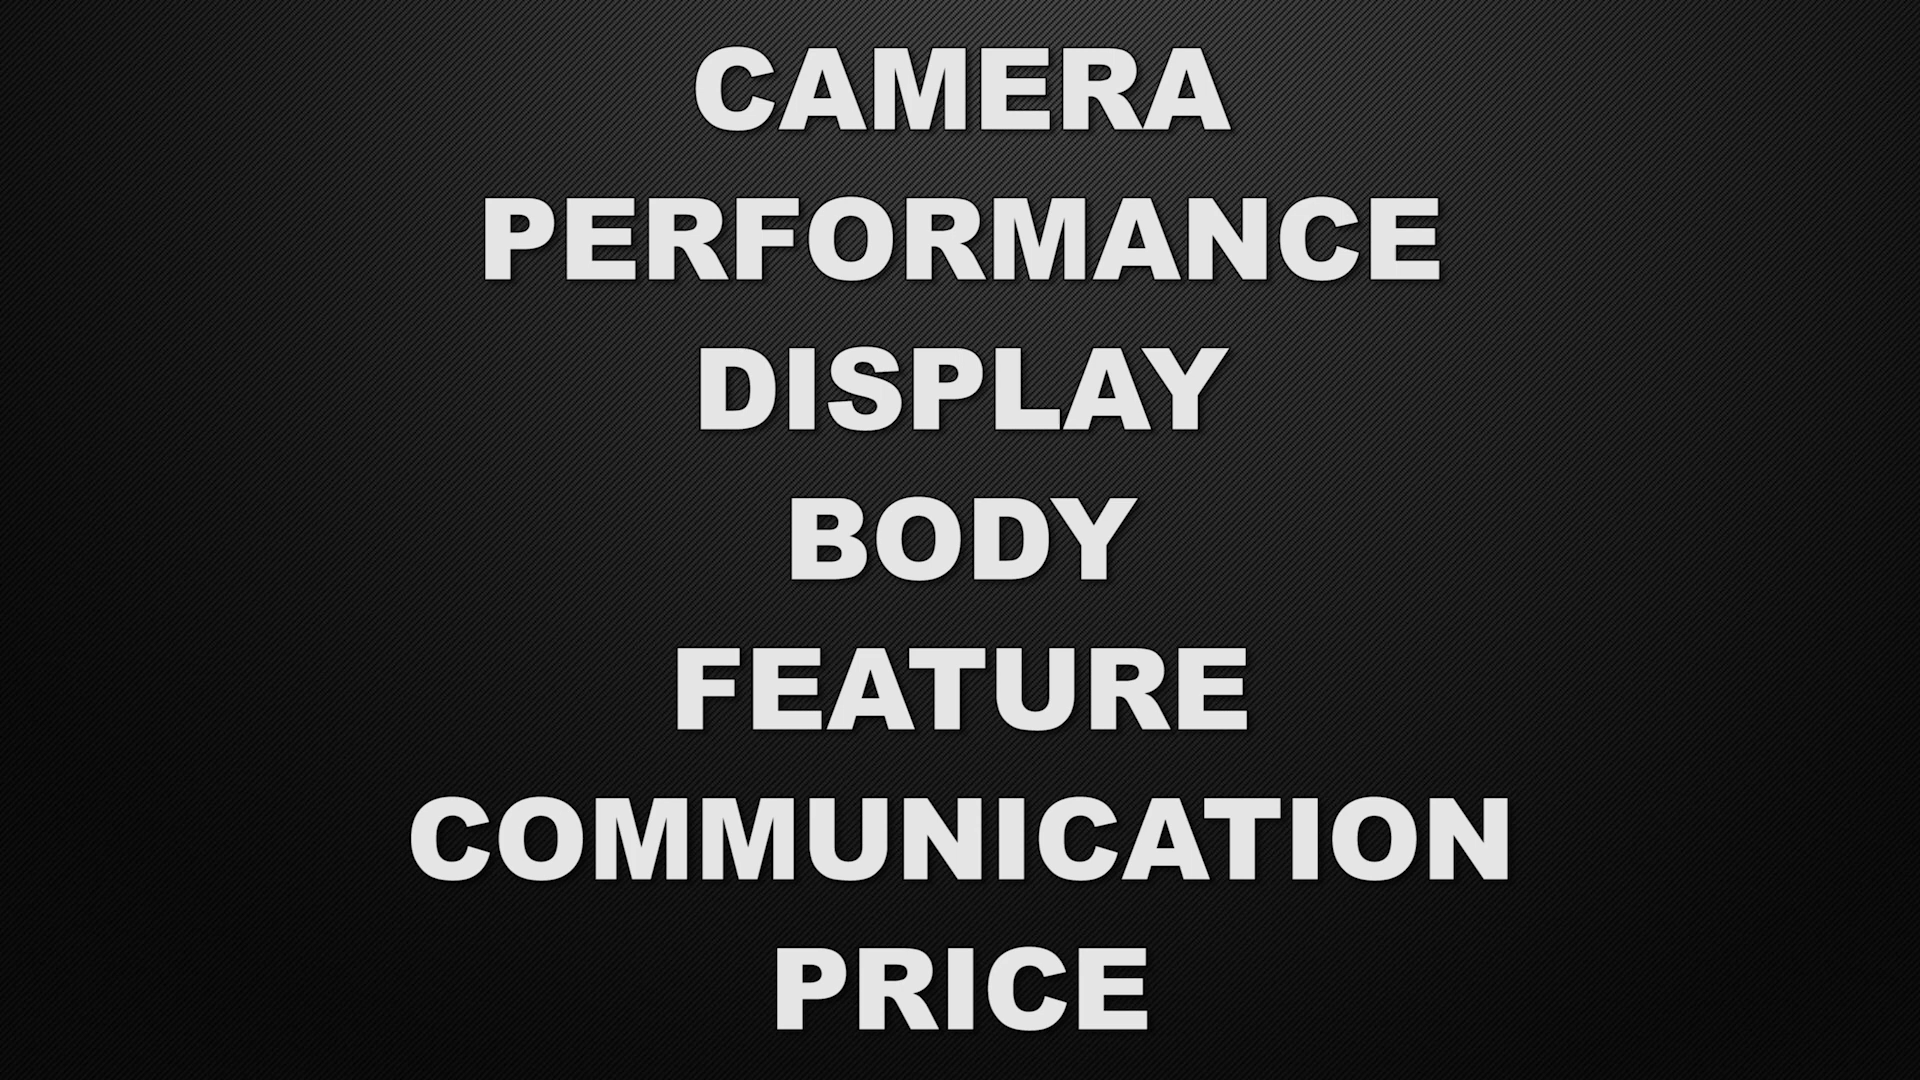 CAMERA
PERFORMANCE
DISPLAY
BODY
FEATURE
COMMUNICATION
PRICE